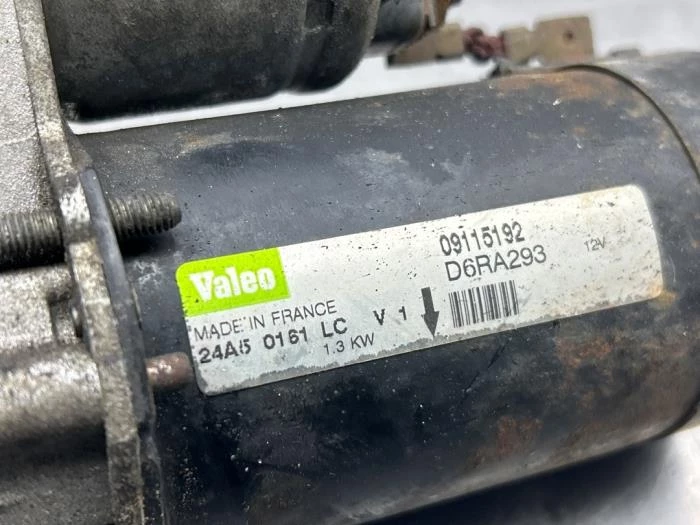 Valeo
09115192
D6RA293 12V
MADE IN FRANCE
24A5 0161 LC V 1
1.3 KW